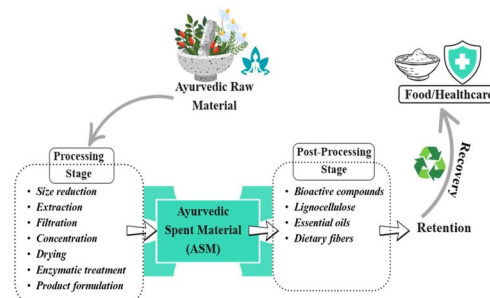 Ayurvedic Raw
Material
Food/Healthcare
Processing
Stage
• Size reduction
• Extraction
• Filtration
• Concentration
• Drying
• Enzymatic treatment
• Product formulation
Ayurvedic
Spent Material
(ASM)
Post-Processing
Stage
• Bioactive compounds
• Lignocellulose
• Essential oils
• Dietary fibers
Recovery
Retention